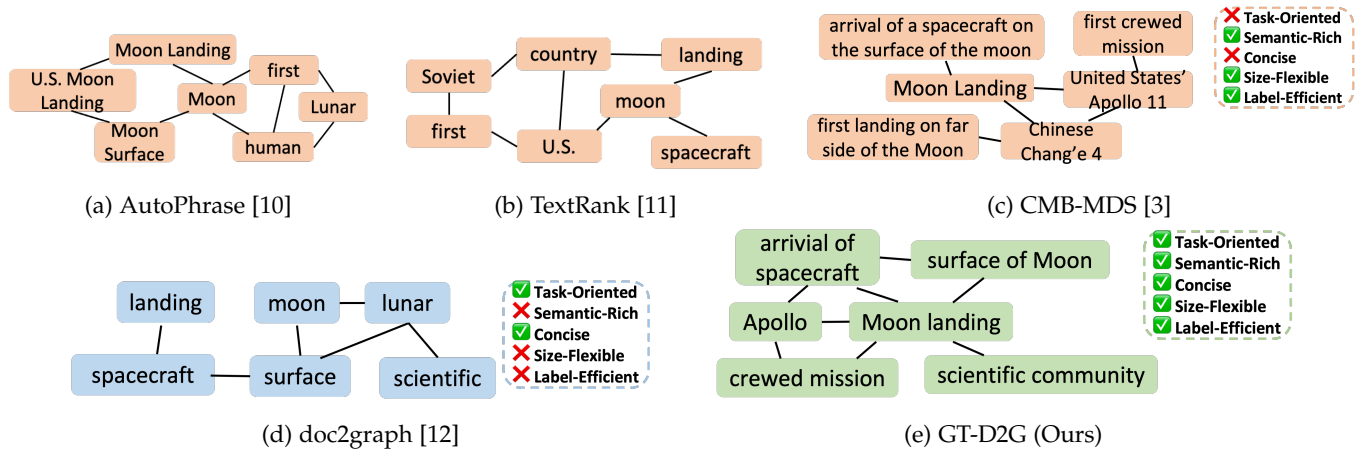 Moon Landing
U.S. Moon
Landing
Moon
first
Lunar
Moon
Surface
human
(a) AutoPhrase [10]
country
landing
Soviet
moon
first
U.S.
spacecraft
(b) TextRank [11]
arrival of a spacecraft on
the surface of the moon
first crewed
mission
Moon Landing
United States’
Apollo 11
first landing on far
side of the Moon
Chinese
Chang’e 4
❌ Task-Oriented
✅ Semantic-Rich
❌ Concise
✅ Size-Flexible
✅ Label-Efficient
(c) CMB-MDS [3]
landing
moon
lunar
spacecraft
surface
scientific
✅ Task-Oriented
❌ Semantic-Rich
✅ Concise
❌ Size-Flexible
❌ Label-Efficient
(d) doc2graph [12]
arrivial of
spacecraft
surface of Moon
Apollo
Moon landing
crewed mission
scientific community
✅ Task-Oriented
✅ Semantic-Rich
✅ Concise
✅ Size-Flexible
✅ Label-Efficient
(e) GT-D2G (Ours)